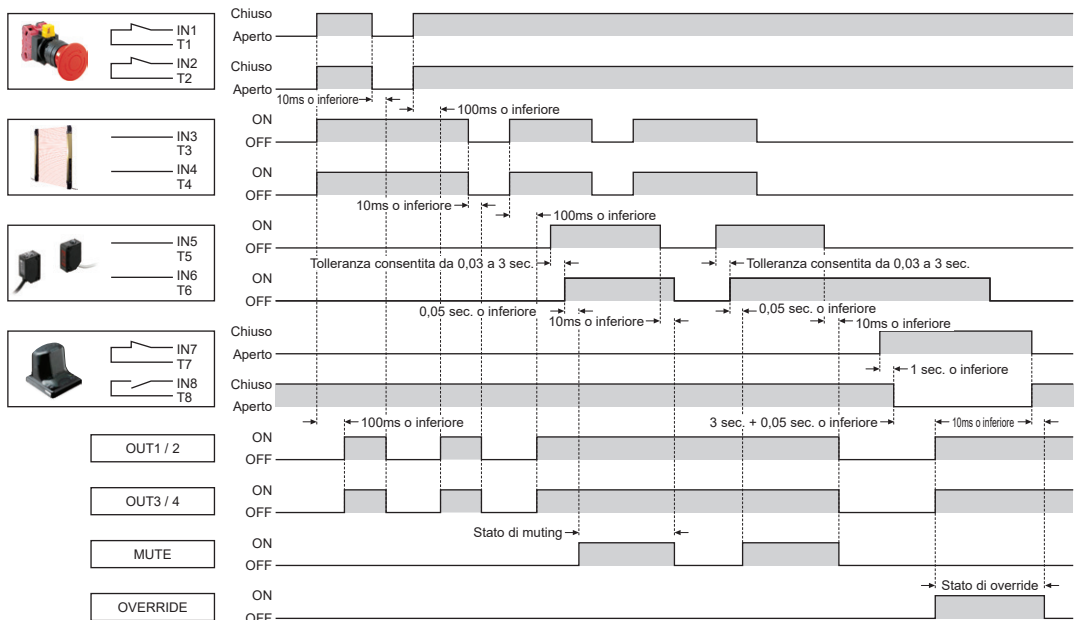 Chiuso
Aperto
IN1
T1
IN2
T2
Chiuso
Aperto
10ms o inferiore
100ms o inferiore
ON
OFF
IN3
T3
IN4
T4
ON
OFF
10ms o inferiore
100ms o inferiore
ON
OFF
IN5
T5
IN6
T6
Tolleranza consentita da 0,03 a 3 sec.
Tolleranza consentita da 0,03 a 3 sec.
ON
OFF
0,05 sec. o inferiore
0,05 sec. o inferiore
10ms o inferiore
10ms o inferiore
Chiuso
Aperto
IN7
T7
IN8
T8
1 sec. o inferiore
Chiuso
Aperto
100ms o inferiore
3 sec. + 0,05 sec. o inferiore
10ms o inferiore
OUT1 / 2
ON
OFF
OUT3 / 4
ON
OFF
Stato di muting
MUTE
ON
OFF
Stato di override
OVERRIDE
ON
OFF